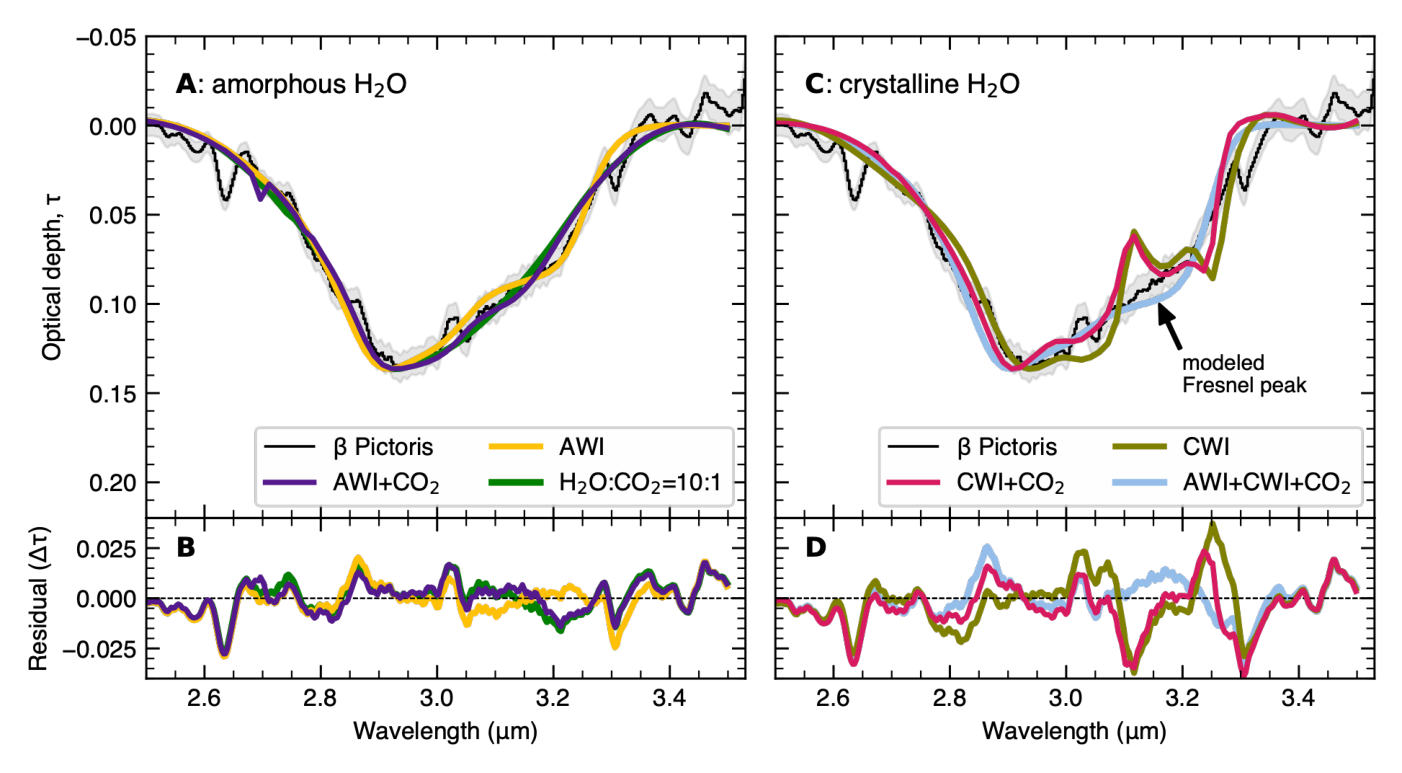 A: amorphous H₂O
C: crystalline H₂O
−0.05
0.00
0.05
0.10
0.15
0.20
Optical depth, τ
modeled
Fresnel peak
β Pictoris
AWI
AWI+CO₂
H₂O:CO₂=10:1
β Pictoris
CWI
CWI+CO₂
AWI+CWI+CO₂
B
D
0.025
0.000
−0.025
Residual (Δτ)
2.6 2.8 3.0 3.2 3.4
2.6 2.8 3.0 3.2 3.4
Wavelength (μm)
Wavelength (μm)